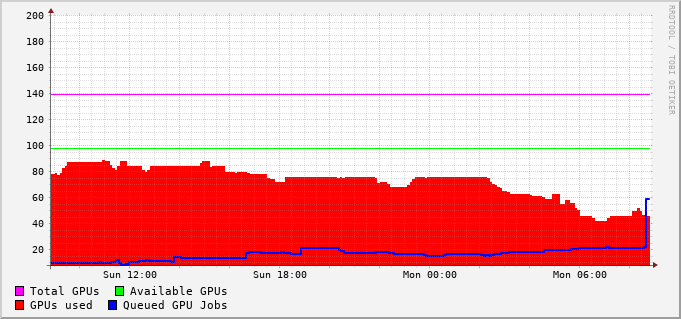 200
180
160
140
120
100
80
60
40
20
Sun 12:00 Sun 18:00 Mon 00:00 Mon 06:00
Total GPUs Available GPUs
GPUs used Queued GPU Jobs
RRDTOOL / TOBI OETIKER